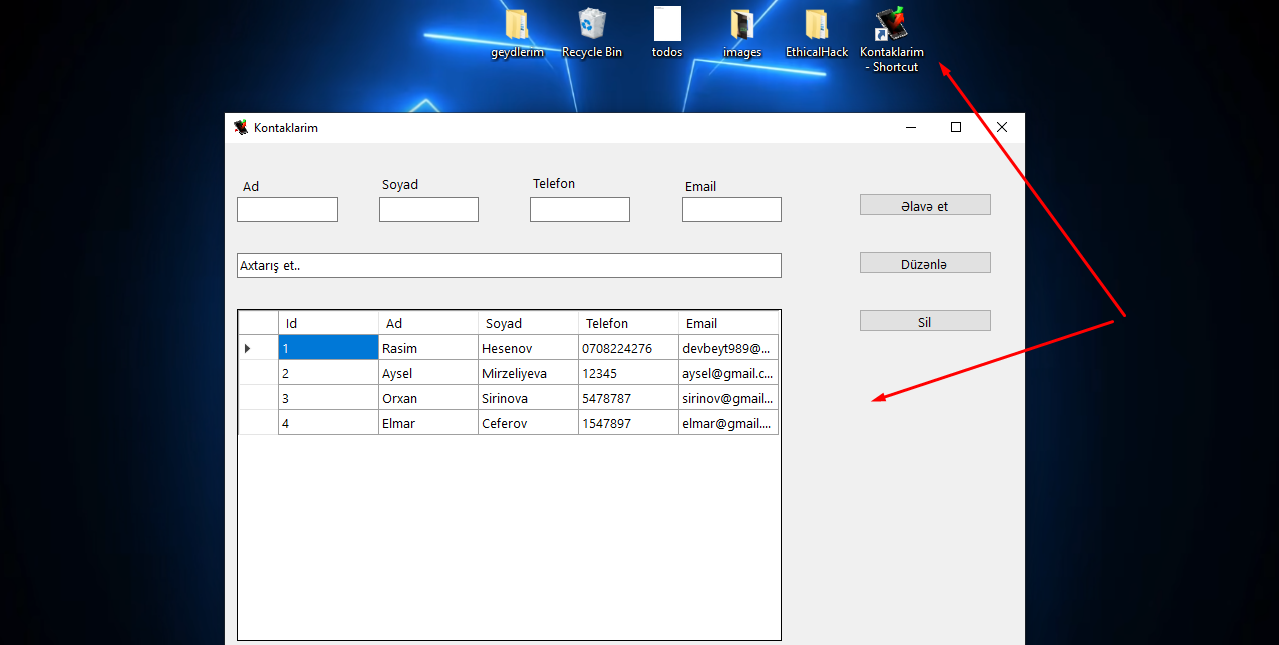 geydlerim Recycle Bin todos images EthicalHack Kontaklarim
- Shortcut
Kontaklarim
Ad Soyad Telefon Email
Əlavə et
Axtarış et..
Düzənlə
Sil
Id Ad Soyad Telefon Email
1 Rasim Hesenov 0708224276 devbeyt989@...
2 Aysel Mirzeliyeva 12345 aysel@gmail.c...
3 Orxan Sirinova 5478787 sirinov@gmail...
4 Elmar Ceferov 1547897 elmar@gmail....